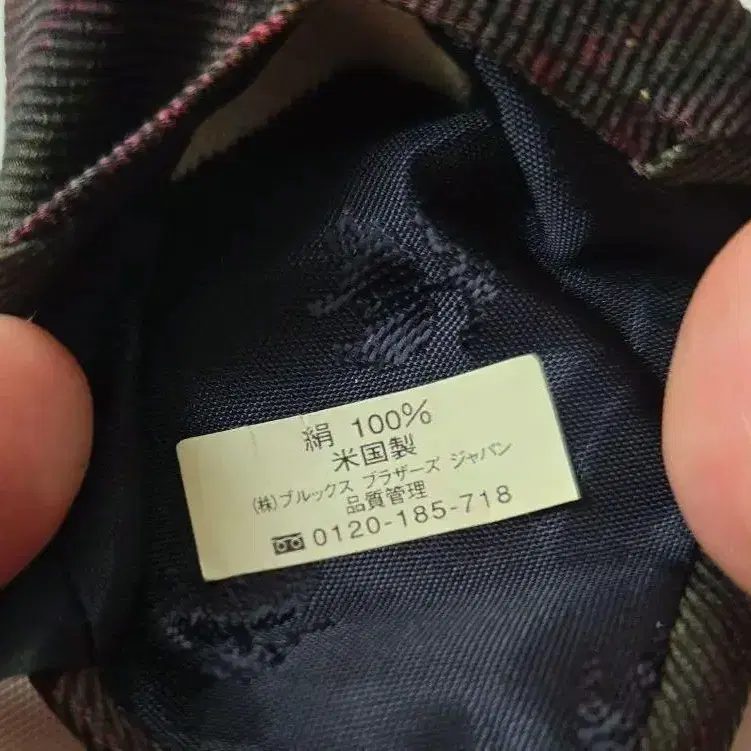 絹 100%
米国製
(株)ブルックス ブラザーズ ジャパン
品質管理
0120-185-718